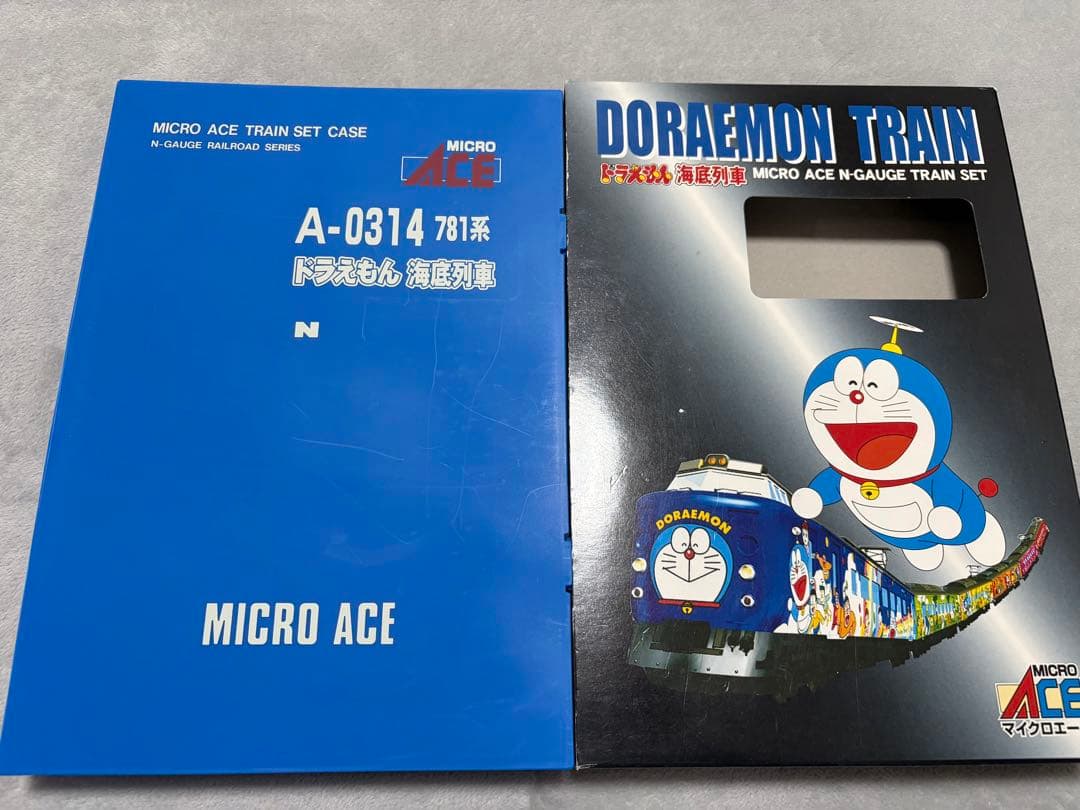 MICRO ACE TRAIN SET CASE
N-GAUGE RAILROAD SERIES
MICRO
ACE
A-0314 781系
ドラえもん 海底列車
N
MICRO ACE
DORAEMON TRAIN
ドラえもん 海底列車 MICRO ACE N-GAUGE TRAIN SET
DORAEMON
MICRO
ACE
マイクロエー